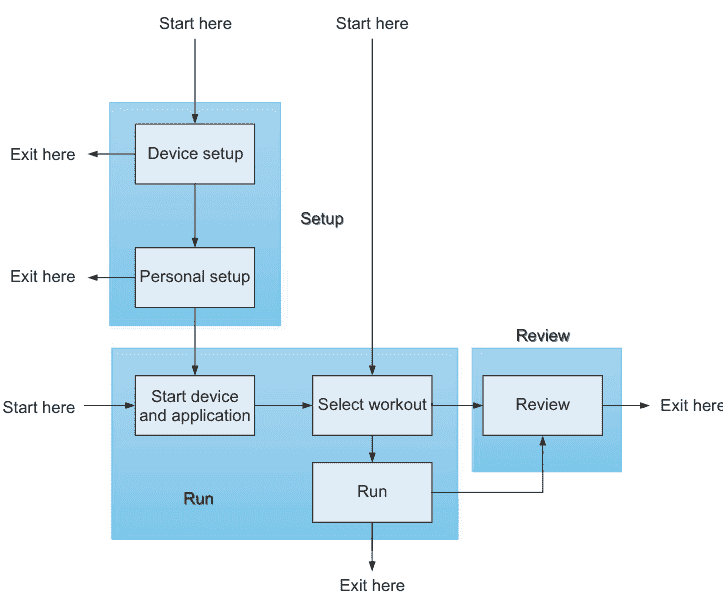 Start here
Start here
Exit here
Device setup
Setup
Exit here
Personal setup
Review
Start here
Start device
and application
Select workout
Review
Exit here
Run
Run
Exit here